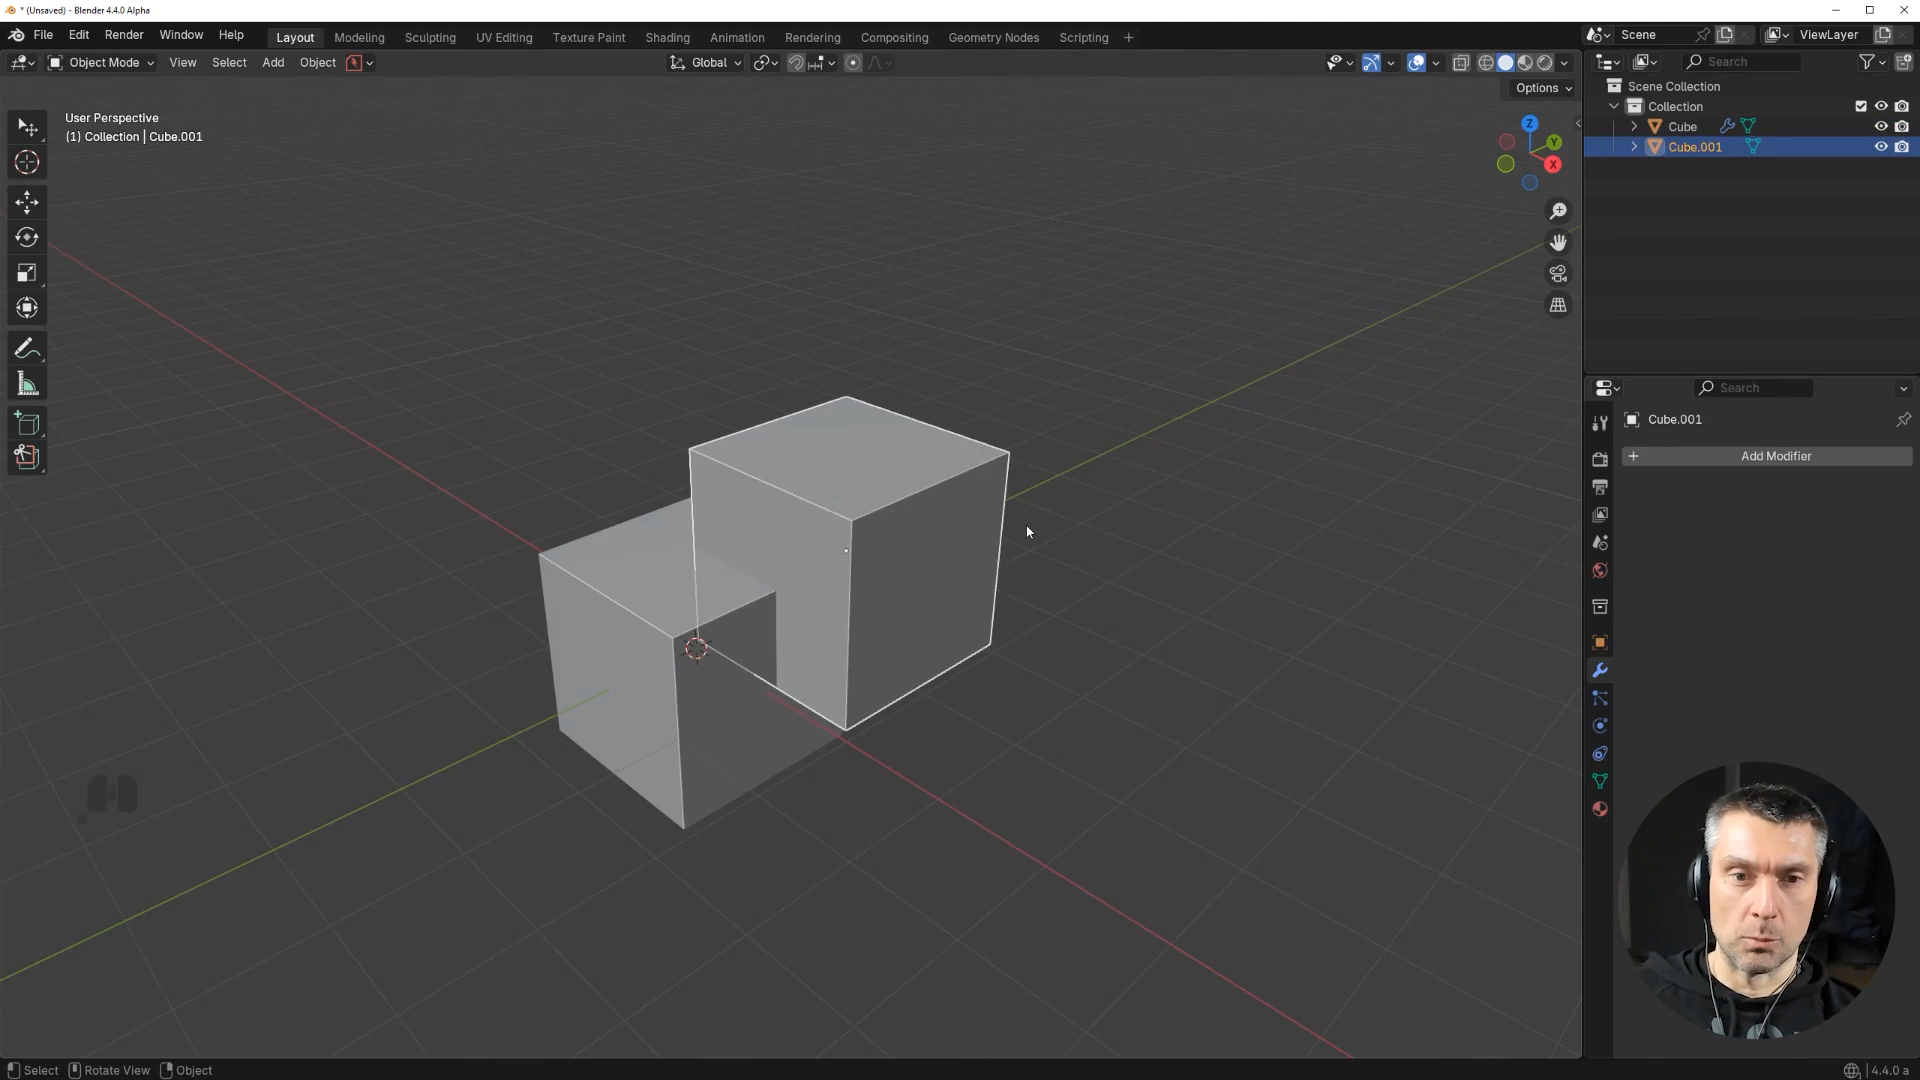 * (Unsaved) - Blender 4.4.0 Alpha
File Edit Render Window Help Layout Modeling Sculpting UV Editing Texture Paint Shading Animation Rendering Compositing Geometry Nodes Scripting + Scene ViewLayer
Object Mode View Select Add Object Global Search
Options
User Perspective
(1) Collection | Cube.001
Z
Y
X
Scene Collection
Collection
Cube
Cube.001
Search
Cube.001
+ Add Modifier
Select Rotate View Object 4.4.0 a